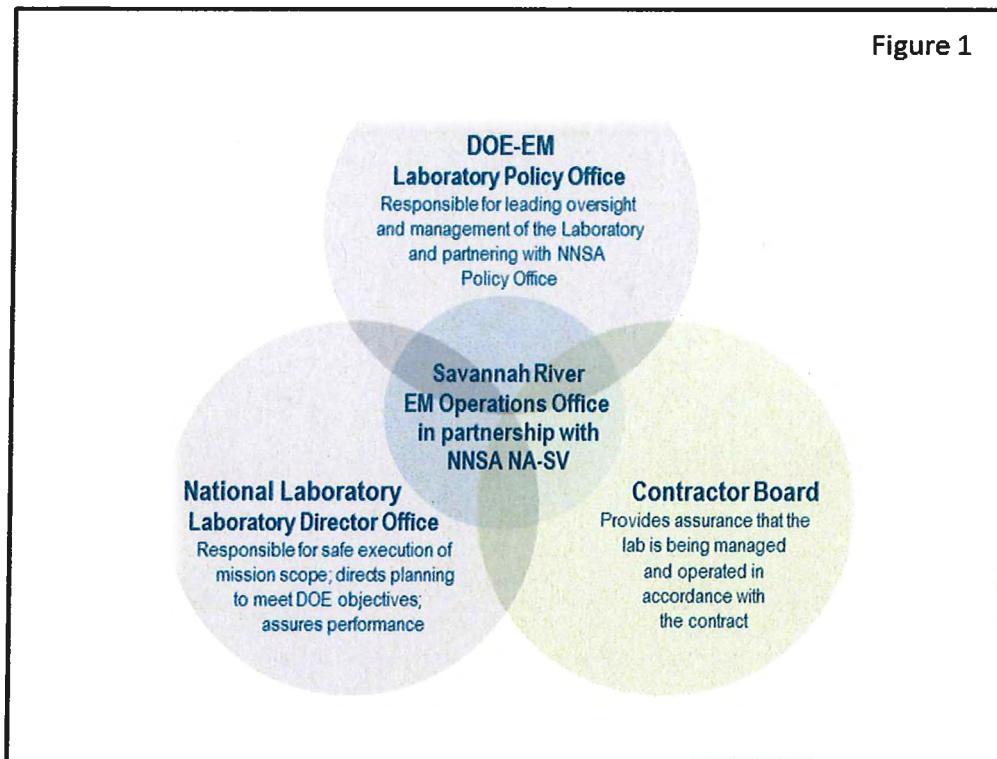 Figure 1
DOE-EM
Laboratory Policy Office
Responsible for leading oversight
and management of the Laboratory
and partnering with NNSA
Policy Office
Savannah River
EM Operations Office
in partnership with
NNSA NA-SV
National Laboratory
Laboratory Director Office
Responsible for safe execution of
mission scope; directs planning
to meet DOE objectives;
assures performance
Contractor Board
Provides assurance that the
lab is being managed
and operated in
accordance with
the contract